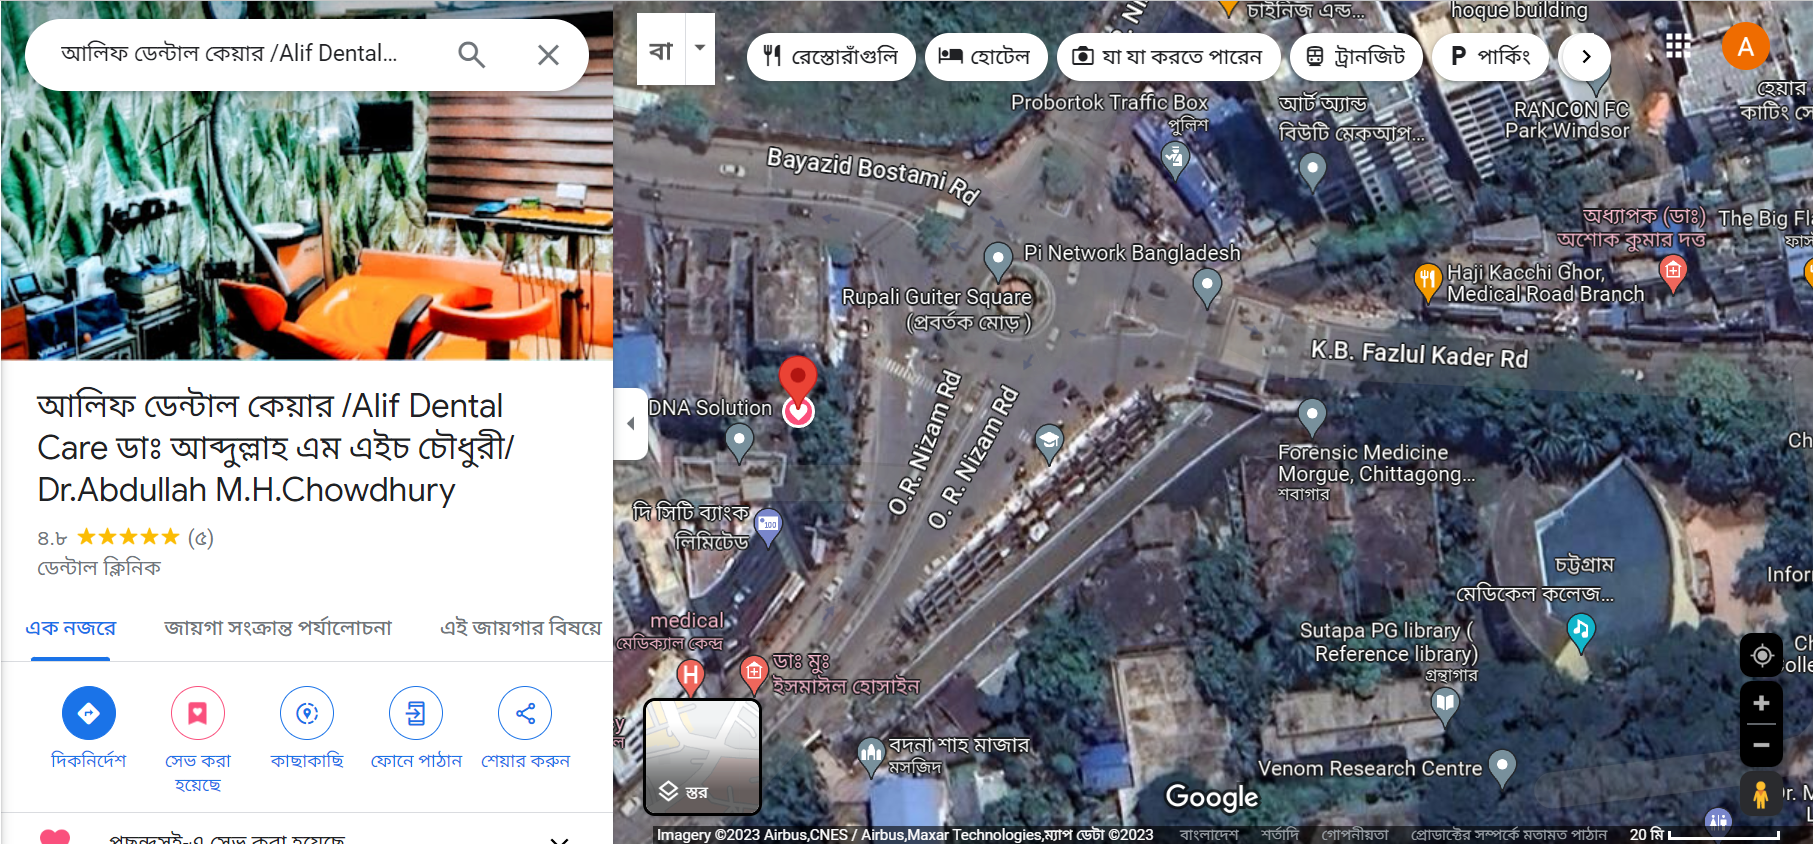 আলিফ ডেন্টাল কেয়ার /Alif Dental...
আলিফ ডেন্টাল কেয়ার /Alif Dental
Care ডাঃ আব্দুল্লাহ এম এইচ চৌধুরী/
Dr.Abdullah M.H.Chowdhury
৪.৮ ★★★★★ (৫)
ডেন্টাল ক্লিনিক
এক নজরে
জায়গা সংক্রান্ত পর্যালোচনা
এই জায়গার বিষয়ে
দিকনির্দেশ
সেভ করা
হয়েছে
কাছাকাছি
ফোনে পাঠান
শেয়ার করুন
পছন্দসই-এ সেভ করা হয়েছে
বা
রেস্তোরাঁগুলি
হোটেল
যা যা করতে পারেন
ট্রানজিট
P পার্কিং
A
চাইনিজ এন্ড...
hoque building
Probortok Traffic Box
পুলিশ
আর্ট অ্যান্ড
বিউটি মেকআপ...
RANCON FC
Park Windsor
হেয়ার
কাটিং
Bayazid Bostami Rd
অধ্যাপক (ডাঃ)
অশোক কুমার দত্ত
The Big
Pi Network Bangladesh
Rupali Guiter Square
(প্রবর্তক মোড় )
Haji Kacchi Ghor,
Medical Road Branch
K.B. Fazlul Kader Rd
DNA Solution
O.R. Nizam Rd
O. R. Nizam Rd
Forensic Medicine
Morgue, Chittagong...
শবাগার
দি সিটি ব্যাংক
লিমিটেড
চট্টগ্রাম
মেডিকেল কলেজ...
medical
মেডিক্যাল কেন্দ্র
H
ডাঃ মুঃ
ইসমাঈল হোসাইন
Sutapa PG library (
Reference library)
গ্রন্থাগার
বদনা শাহ মাজার
মসজিদ
Venom Research Centre
স্তর
Google
Imagery ©2023 Airbus,CNES / Airbus,Maxar Technologies,ম্যাপ ডেটা ©2023
বাংলাদেশ
শর্তাদি
গোপনীয়তা
প্রোডাক্টের সম্পর্কে মতামত পাঠান
20 মি